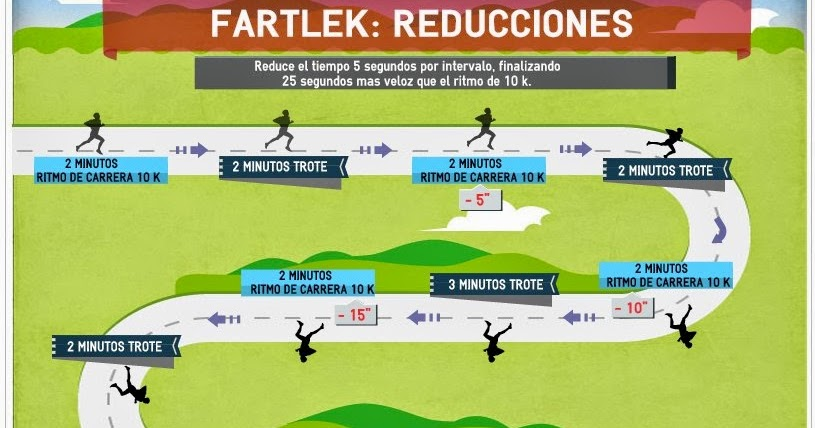 FARTLEK: REDUCCIONES
Reduce el tiempo 5 segundos por intervalo, finalizando
25 segundos mas veloz que el ritmo de 10 k.
2 MINUTOS
RITMO DE CARRERA 10 K
2 MINUTOS TROTE
2 MINUTOS
RITMO DE CARRERA 10 K
- 5"
2 MINUTOS TROTE
2 MINUTOS
RITMO DE CARRERA 10 K
- 10"
3 MINUTOS TROTE
2 MINUTOS
RITMO DE CARRERA 10 K
- 15"
2 MINUTOS TROTE